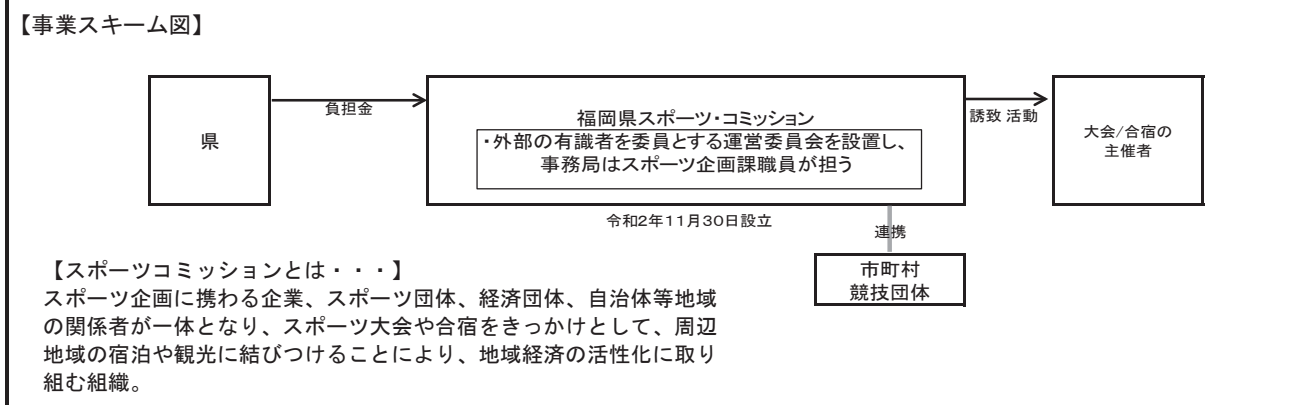 【事業スキーム図】
県
負担金
福岡県スポーツ・コミッション
・外部の有識者を委員とする運営委員会を設置し、
事務局はスポーツ企画課職員が担う
誘致 活動
大会/合宿の
主催者
令和2年11月30日設立
連携
市町村
競技団体
【スポーツコミッションとは・・・】
スポーツ企画に携わる企業、スポーツ団体、経済団体、自治体等地域
の関係者が一体となり、スポーツ大会や合宿をきっかけとして、周辺
地域の宿泊や観光に結びつけることにより、地域経済の活性化に取り
組む組織。